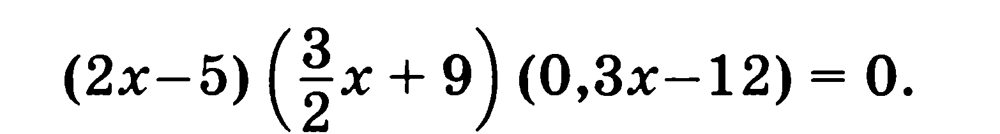 (2x−5)(3/2x + 9)(0,3x−12) = 0.